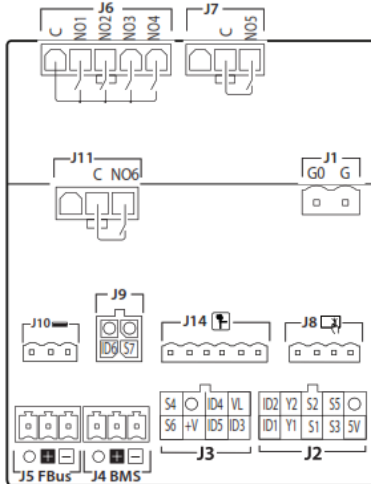 J6 J7
C NO1 NO2 NO3 NO4 C NO5
J11 J1
C NO6 G0 G
J9
J10 J14 J8
ID6 S7
S4 ID4 VL ID2 Y2 S2 S5
S6 +V ID5 ID3 ID1 Y1 S1 S3 5V
+ - + -
J3 J2
J5 FBus J4 BMS